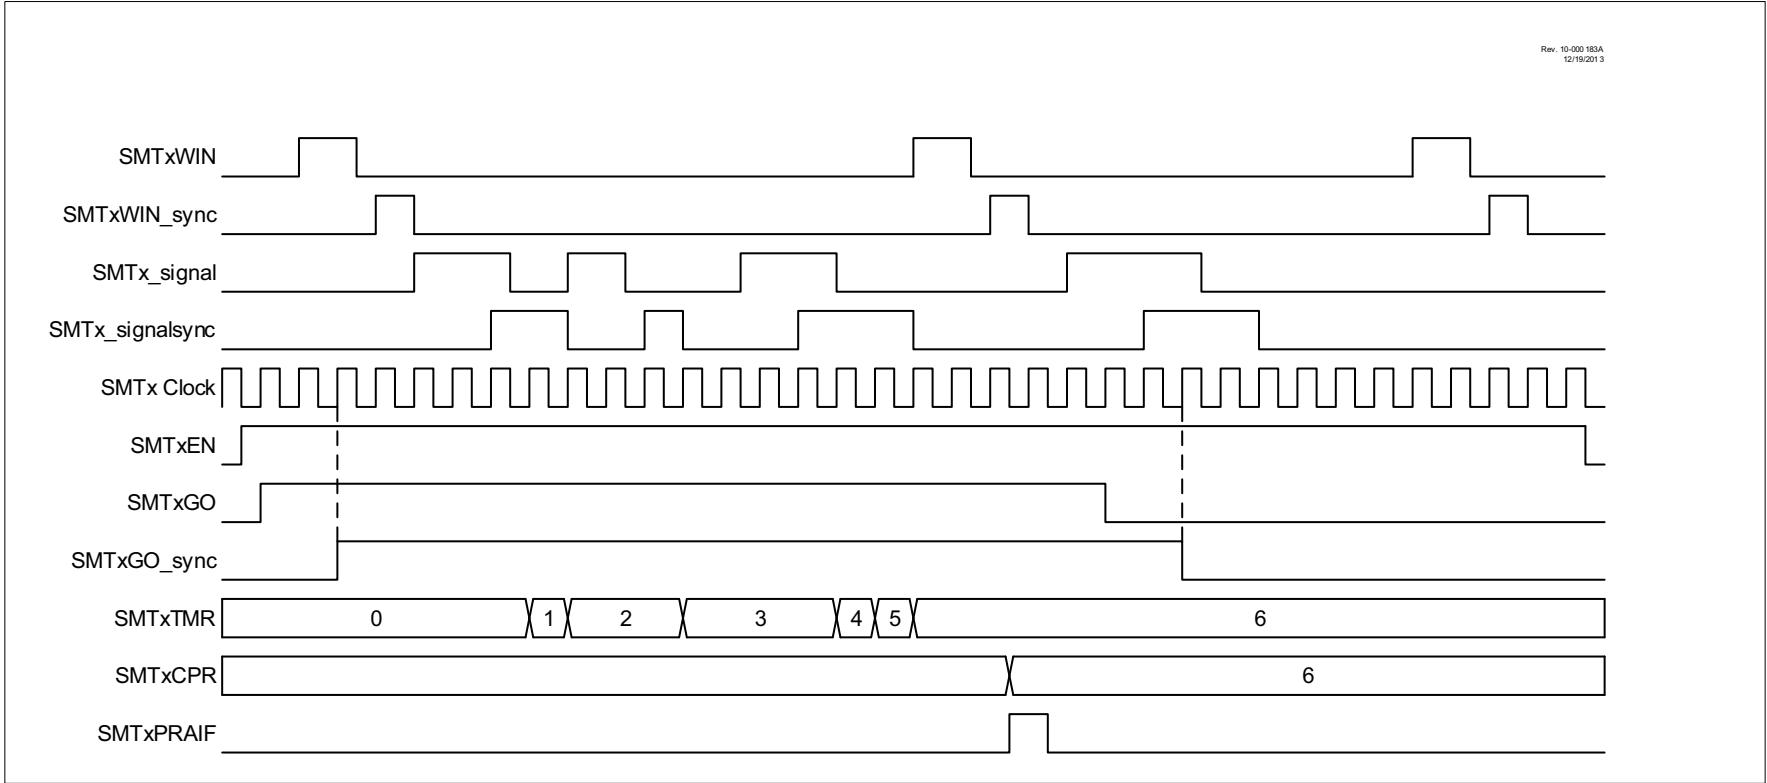 Rev. 10-000 183A
12/19/201 3
SMTxWIN
SMTxWIN_sync
SMTx_signal
SMTx_signalsync
SMTx Clock
SMTxEN
SMTxGO
SMTxGO_sync
SMTxTMR 0 1 2 3 4 5 6
SMTxCPR 6
SMTxPRAIF